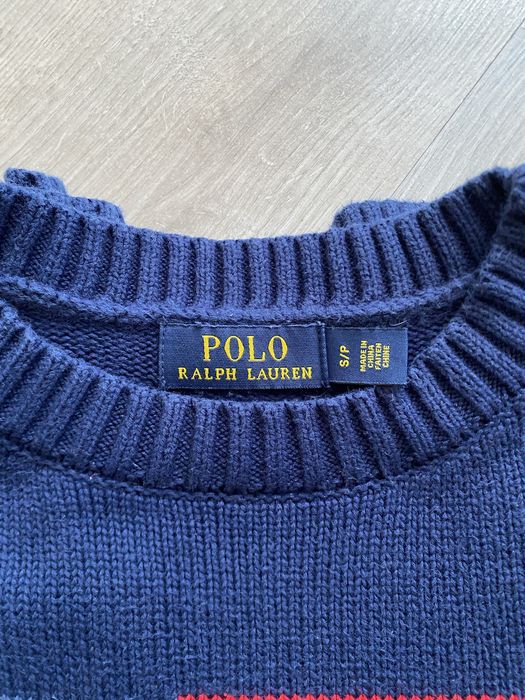 POLO
RALPH LAUREN
S/P
MADE IN
CHINA
FAIT EN
CHINE